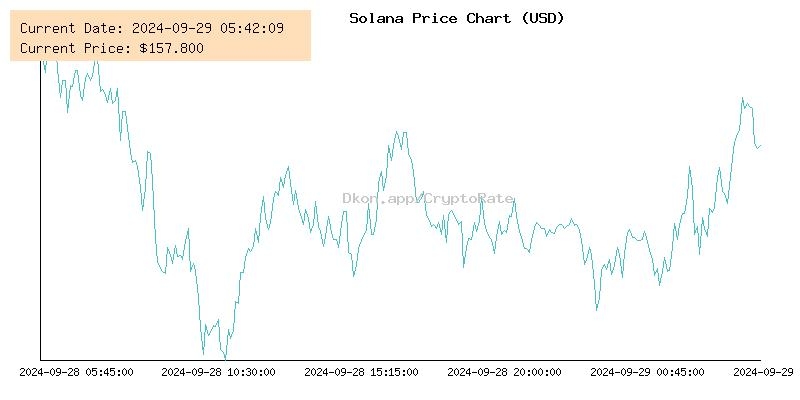 Solana Price Chart (USD)
Current Date: 2024-09-29 05:42:09
Current Price: $157.800
Dkon.app/CryptoRate
2024-09-28 05:45:00 2024-09-28 10:30:00 2024-09-28 15:15:00 2024-09-28 20:00:00 2024-09-29 00:45:00 2024-09-29